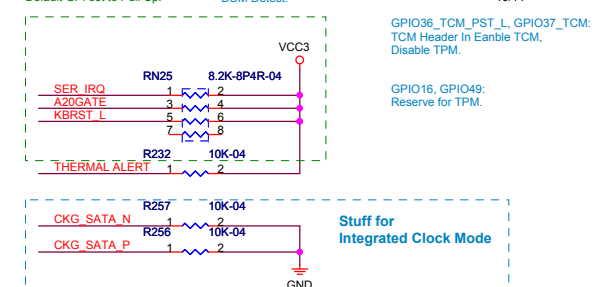 GPIO36_TCM_PST_L, GPIO37_TCM:
TCM Header In Eanble TCM,
Disable TPM.
VCC3
GPIO16, GPIO49:
Reserve for TPM.
RN25 8.2K-8P4R-04
SER_IRQ 1 2
A20GATE 3 4
KBRST_L 5 6
7 8
R232 10K-04
THERMAL ALERT 1 2
R257 10K-04
CKG_SATA_N 1 2
R256 10K-04
CKG_SATA_P 1 2
Stuff for
Integrated Clock Mode
GND